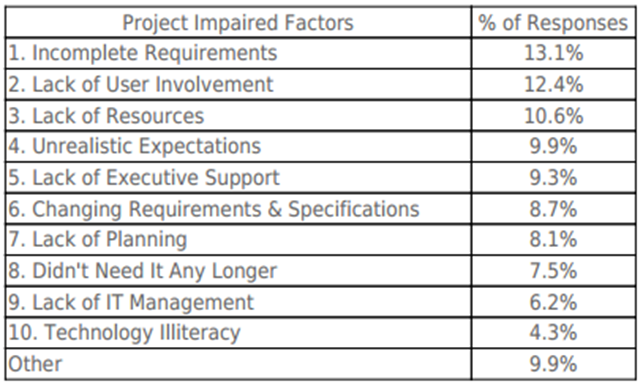 Project Impaired Factors % of Responses
1. Incomplete Requirements 13.1%
2. Lack of User Involvement 12.4%
3. Lack of Resources 10.6%
4. Unrealistic Expectations 9.9%
5. Lack of Executive Support 9.3%
6. Changing Requirements & Specifications 8.7%
7. Lack of Planning 8.1%
8. Didn't Need It Any Longer 7.5%
9. Lack of IT Management 6.2%
10. Technology Illiteracy 4.3%
Other 9.9%